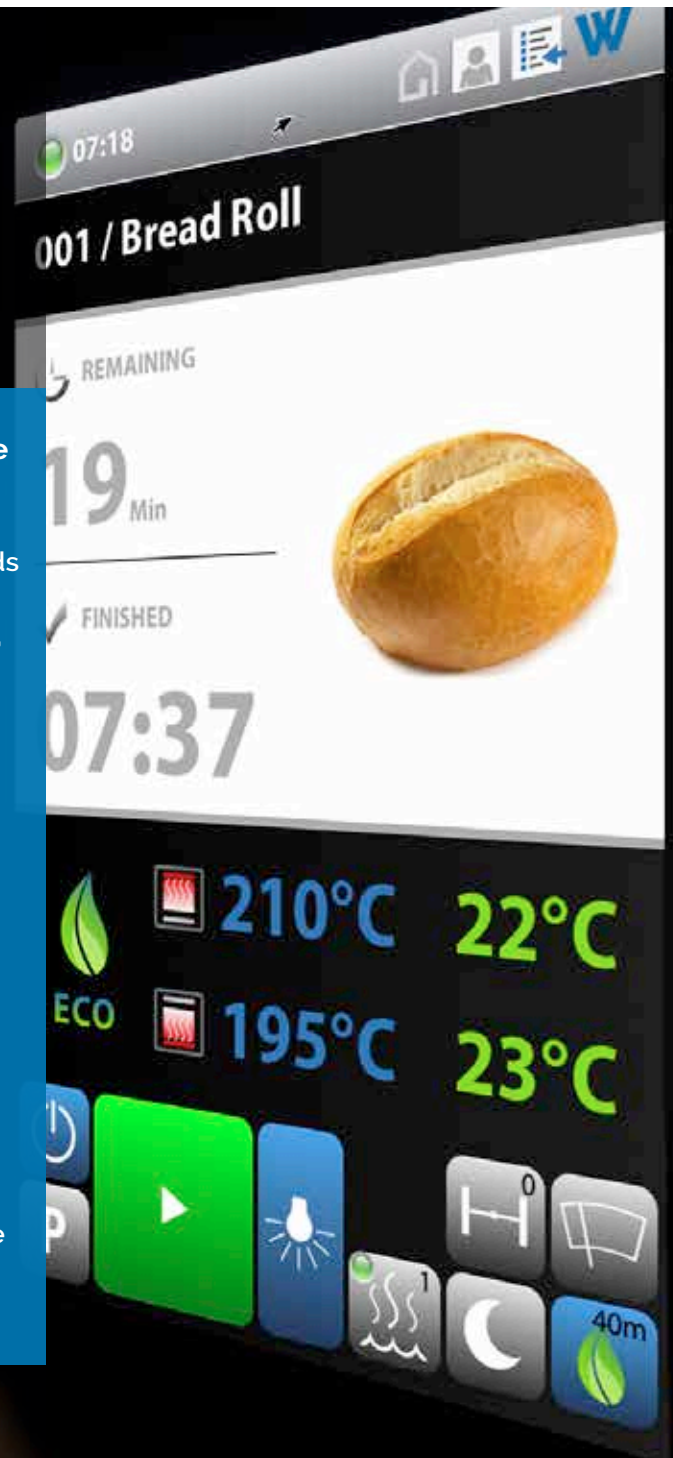 07:18
001 / Bread Roll
REMAINING
19 Min
FINISHED
07:37
210°C 22°C
ECO
195°C 23°C
0
P
1
40m
W